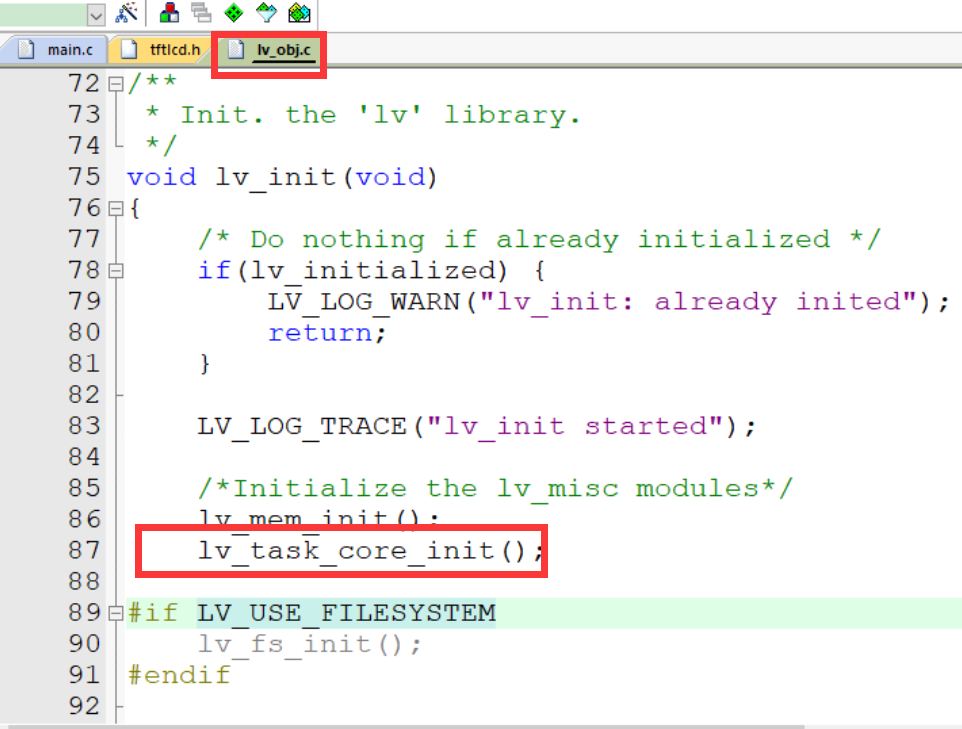 main.c tftlcd.h lv_obj.c
72 /**
73 * Init. the 'lv' library.
74 */
75 void lv_init(void)
76 {
77 /* Do nothing if already initialized */
78 if(lv_initialized) {
79 LV_LOG_WARN("lv_init: already inited");
80 return;
81 }
82
83 LV_LOG_TRACE("lv_init started");
84
85 /*Initialize the lv_misc modules*/
86 lv_mem_init();
87 lv_task_core_init();
88
89 #if LV_USE_FILESYSTEM
90 lv_fs_init();
91 #endif
92